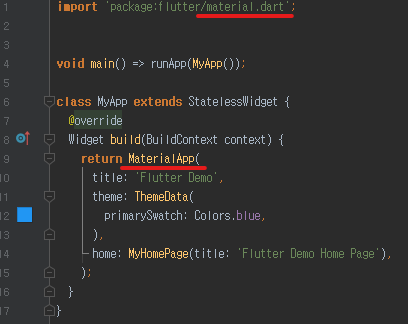 1 import 'package:flutter/material.dart';
2
3
4 void main() => runApp(MyApp());
5
6 class MyApp extends StatelessWidget {
7 @override
8 Widget build(BuildContext context) {
9 return MaterialApp(
10 title: 'Flutter Demo',
11 theme: ThemeData(
12 primarySwatch: Colors.blue,
13 ),
14 home: MyHomePage(title: 'Flutter Demo Home Page'),
15 );
16 }
17 }